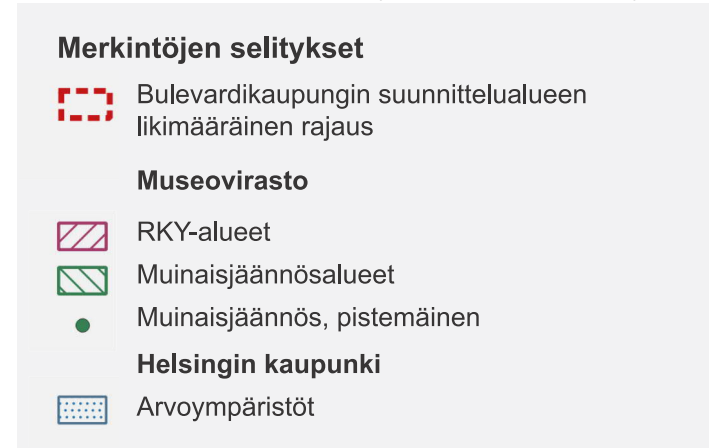 Merkintöjen selitykset
Bulevardikaupungin suunnittelualueen
likimääräinen rajaus
Museovirasto
RKY-alueet
Muinaisjäännösalueet
Muinaisjäännös, pistemäinen
Helsingin kaupunki
Arvoympäristöt